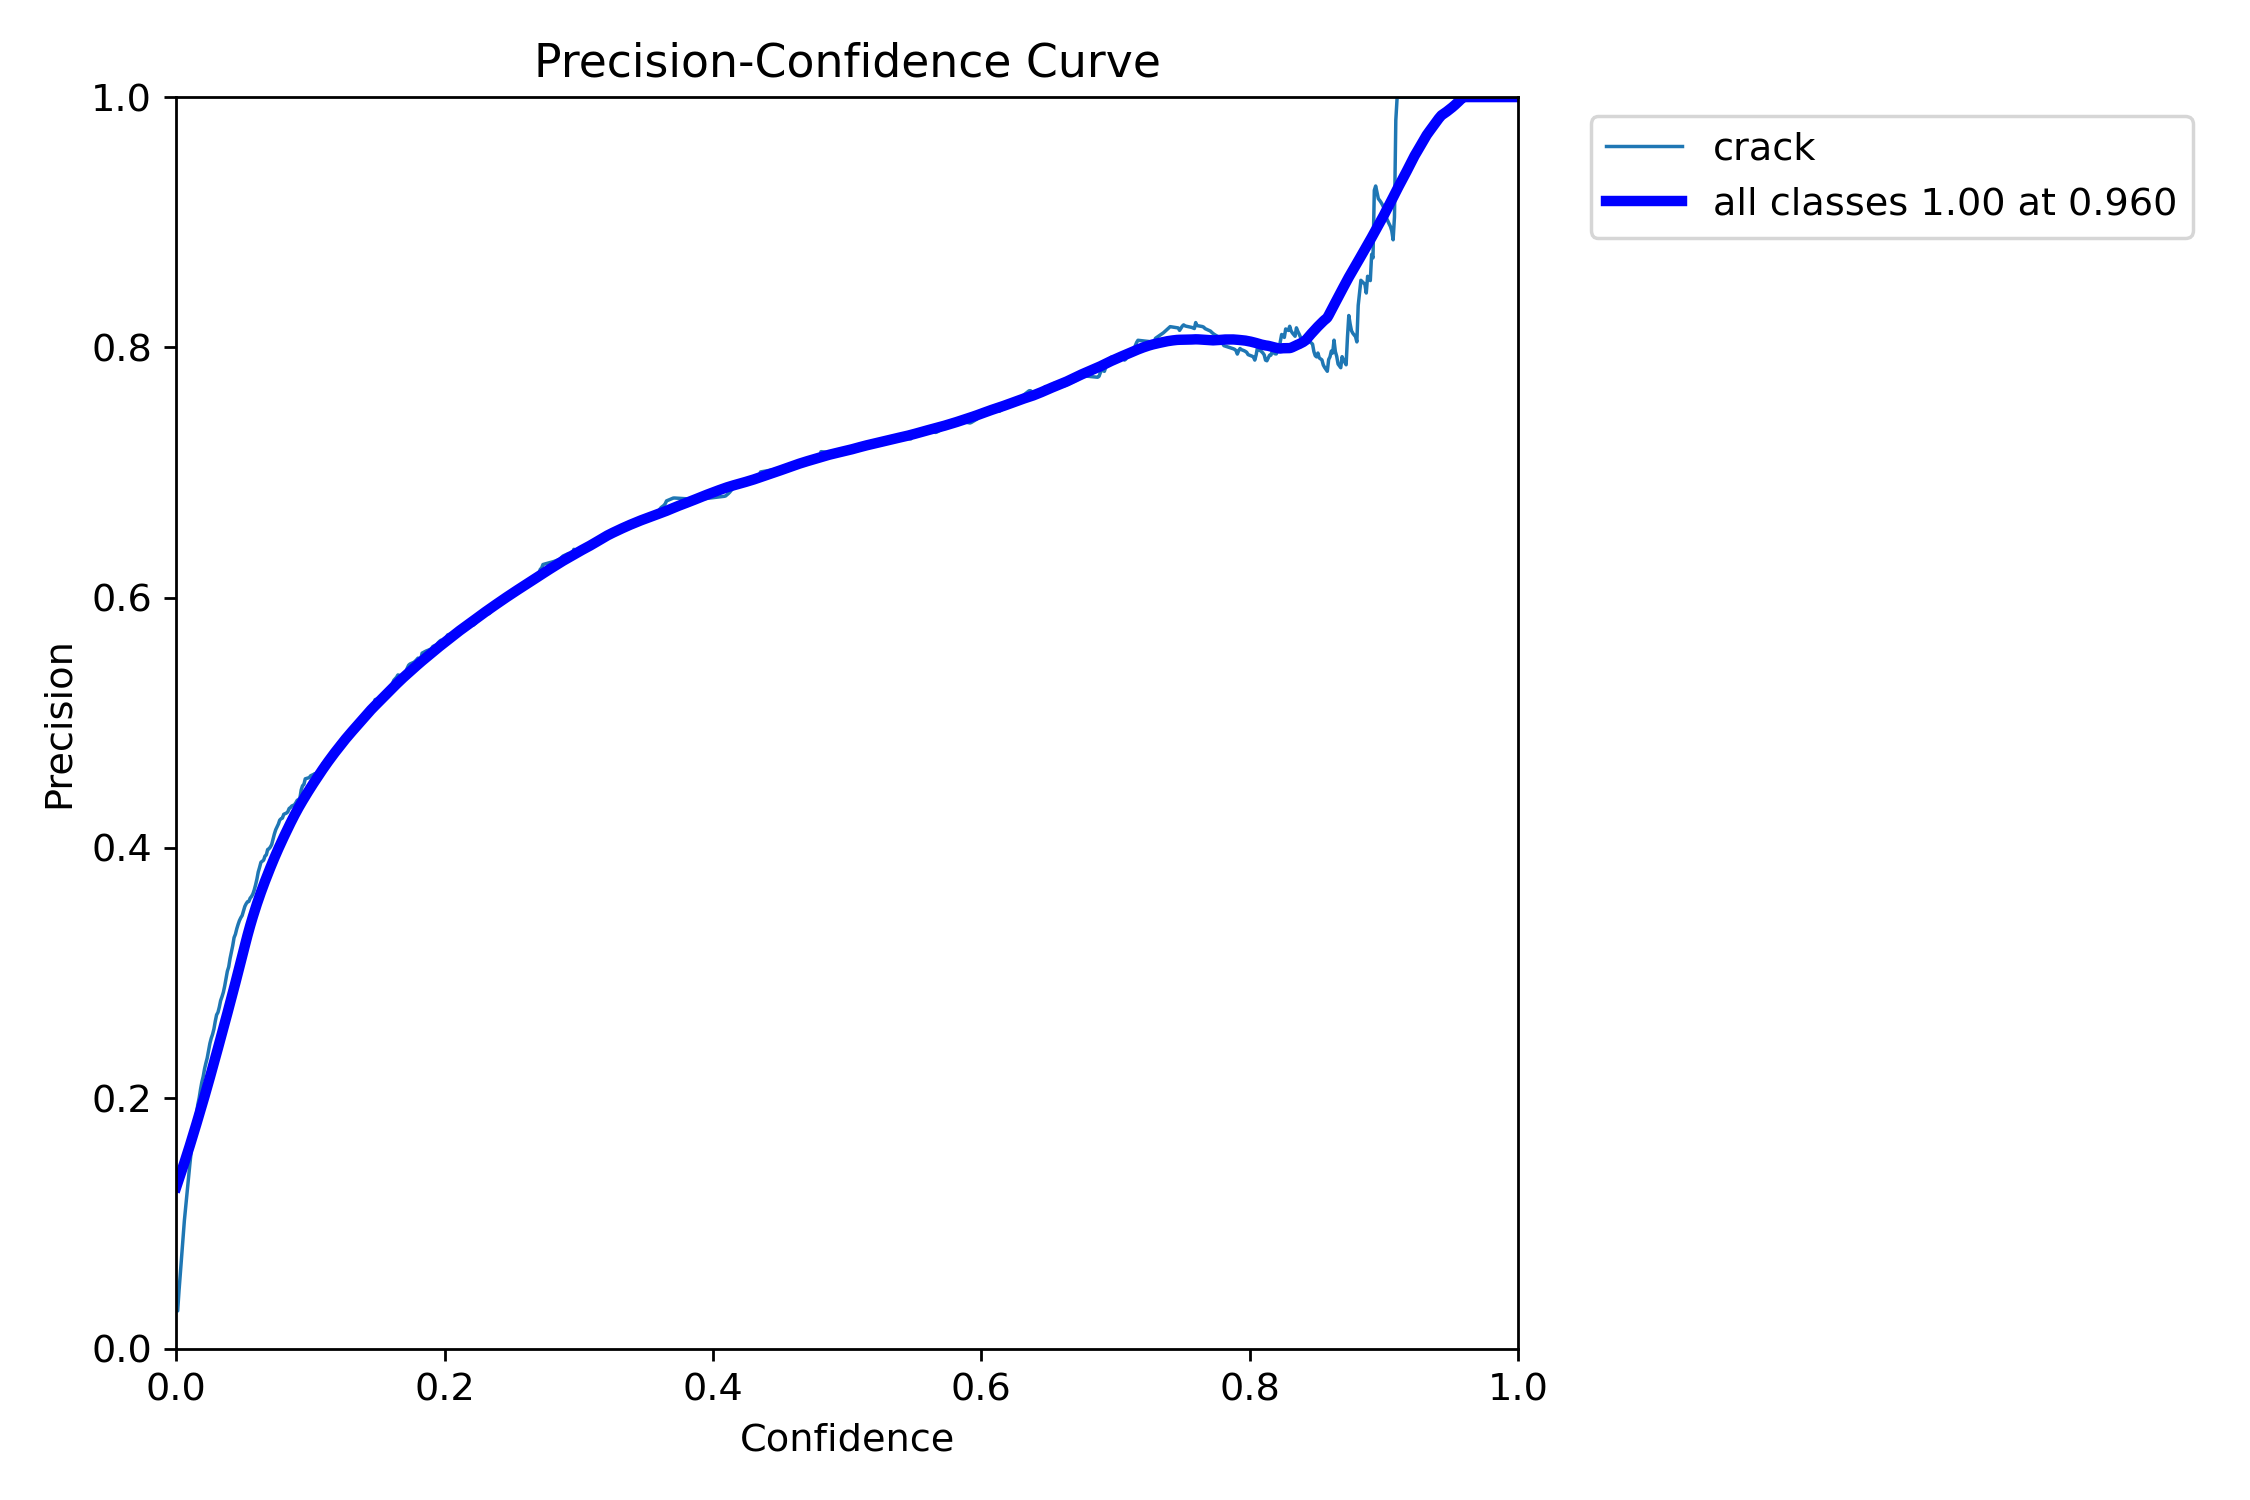 Precision-Confidence Curve
1.0
0.8
0.6
0.4
0.2
0.0
Precision
0.0 0.2 0.4 0.6 0.8 1.0
Confidence
crack
all classes 1.00 at 0.960